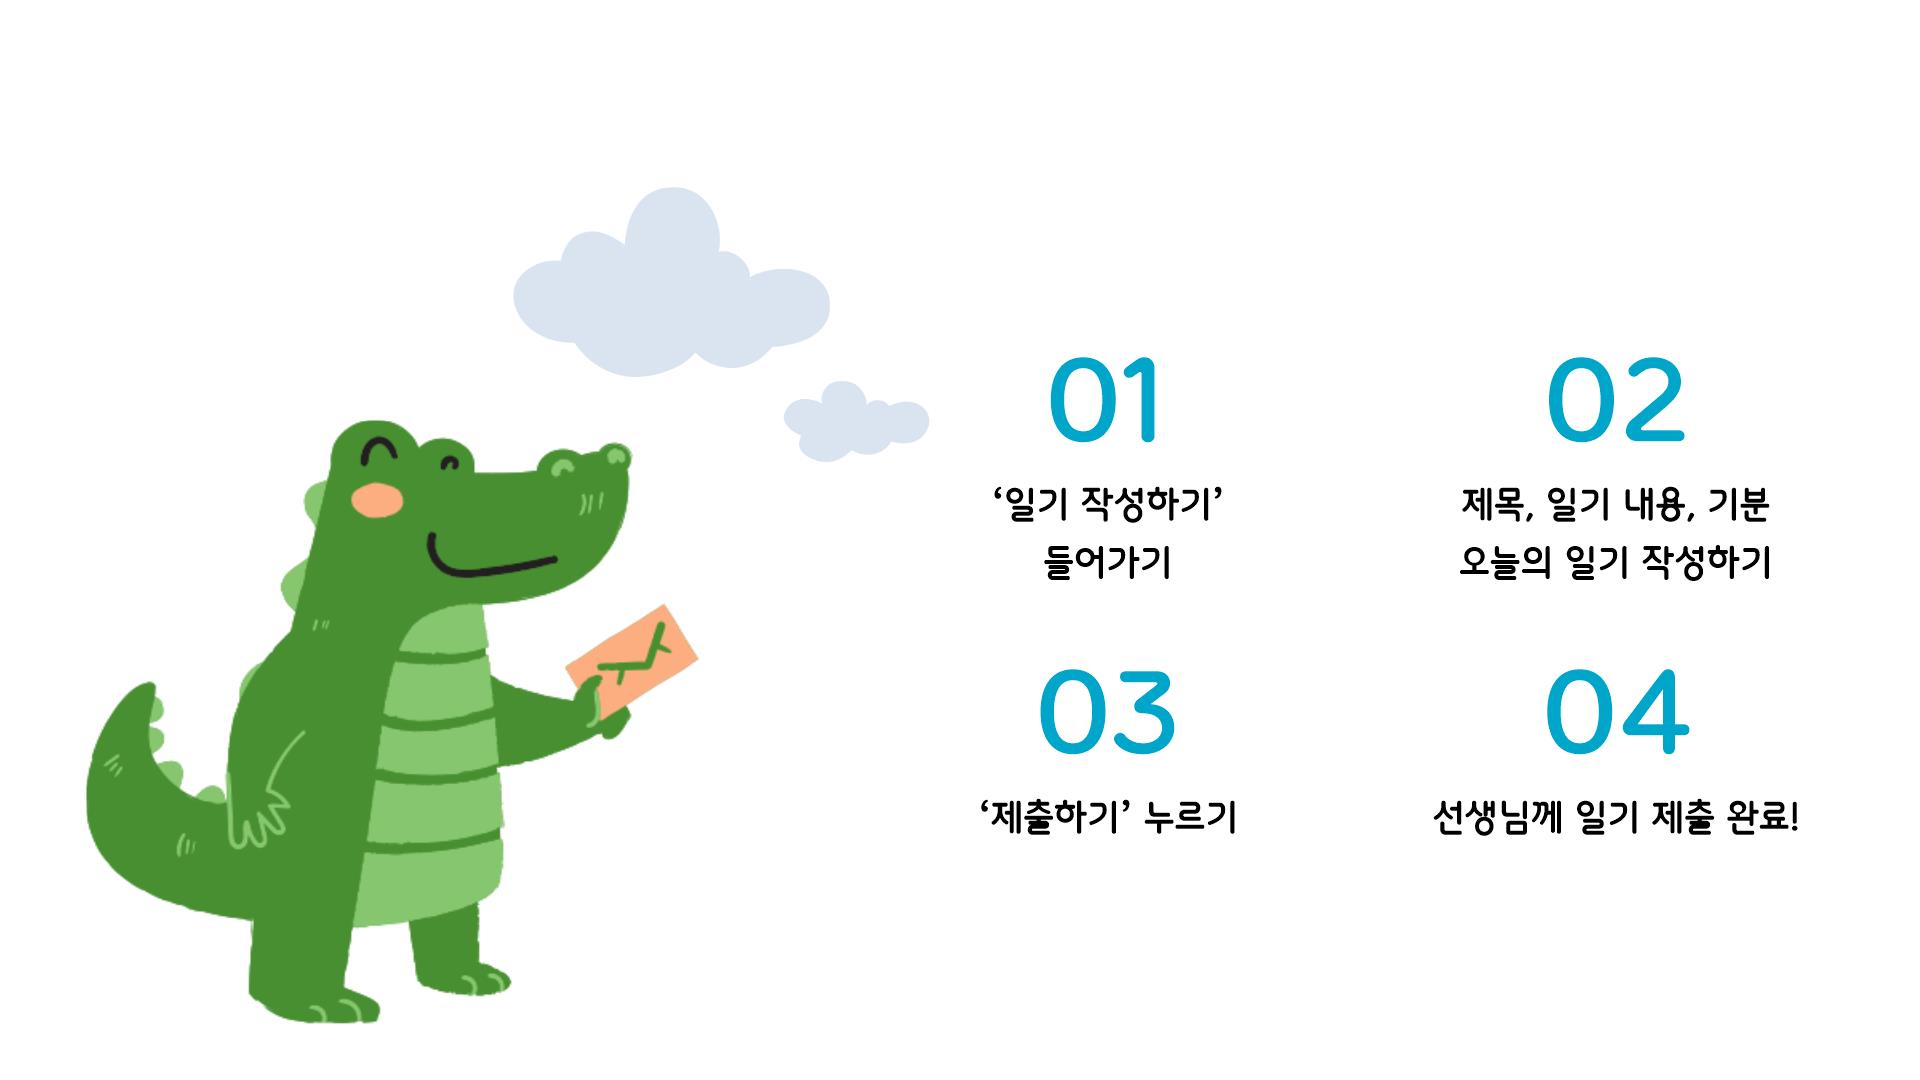 01
‘일기 작성하기’
들어가기
02
제목, 일기 내용, 기분
오늘의 일기 작성하기
03
‘제출하기’ 누르기
04
선생님께 일기 제출 완료!